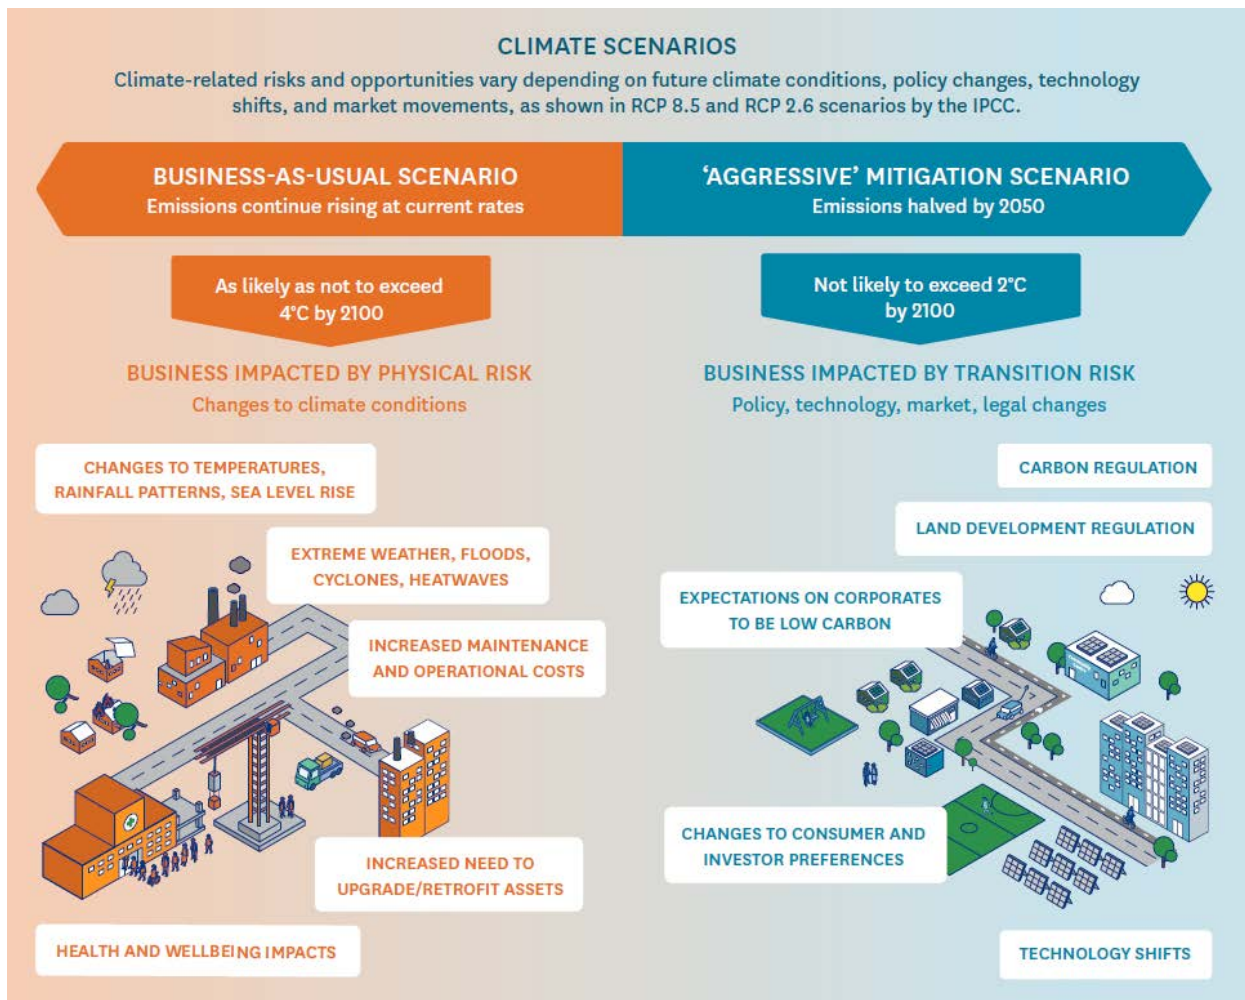 CLIMATE SCENARIOS
Climate-related risks and opportunities vary depending on future climate conditions, policy changes, technology
shifts, and market movements, as shown in RCP 8.5 and RCP 2.6 scenarios by the IPCC.
BUSINESS-AS-USUAL SCENARIO
Emissions continue rising at current rates
‘AGGRESSIVE’ MITIGATION SCENARIO
Emissions halved by 2050
As likely as not to exceed
4°C by 2100
Not likely to exceed 2°C
by 2100
BUSINESS IMPACTED BY PHYSICAL RISK
Changes to climate conditions
BUSINESS IMPACTED BY TRANSITION RISK
Policy, technology, market, legal changes
CHANGES TO TEMPERATURES,
RAINFALL PATTERNS, SEA LEVEL RISE
EXTREME WEATHER, FLOODS,
CYCLONES, HEATWAVES
INCREASED MAINTENANCE
AND OPERATIONAL COSTS
INCREASED NEED TO
UPGRADE/RETROFIT ASSETS
HEALTH AND WELLBEING IMPACTS
CARBON REGULATION
LAND DEVELOPMENT REGULATION
EXPECTATIONS ON CORPORATES
TO BE LOW CARBON
CHANGES TO CONSUMER AND
INVESTOR PREFERENCES
TECHNOLOGY SHIFTS